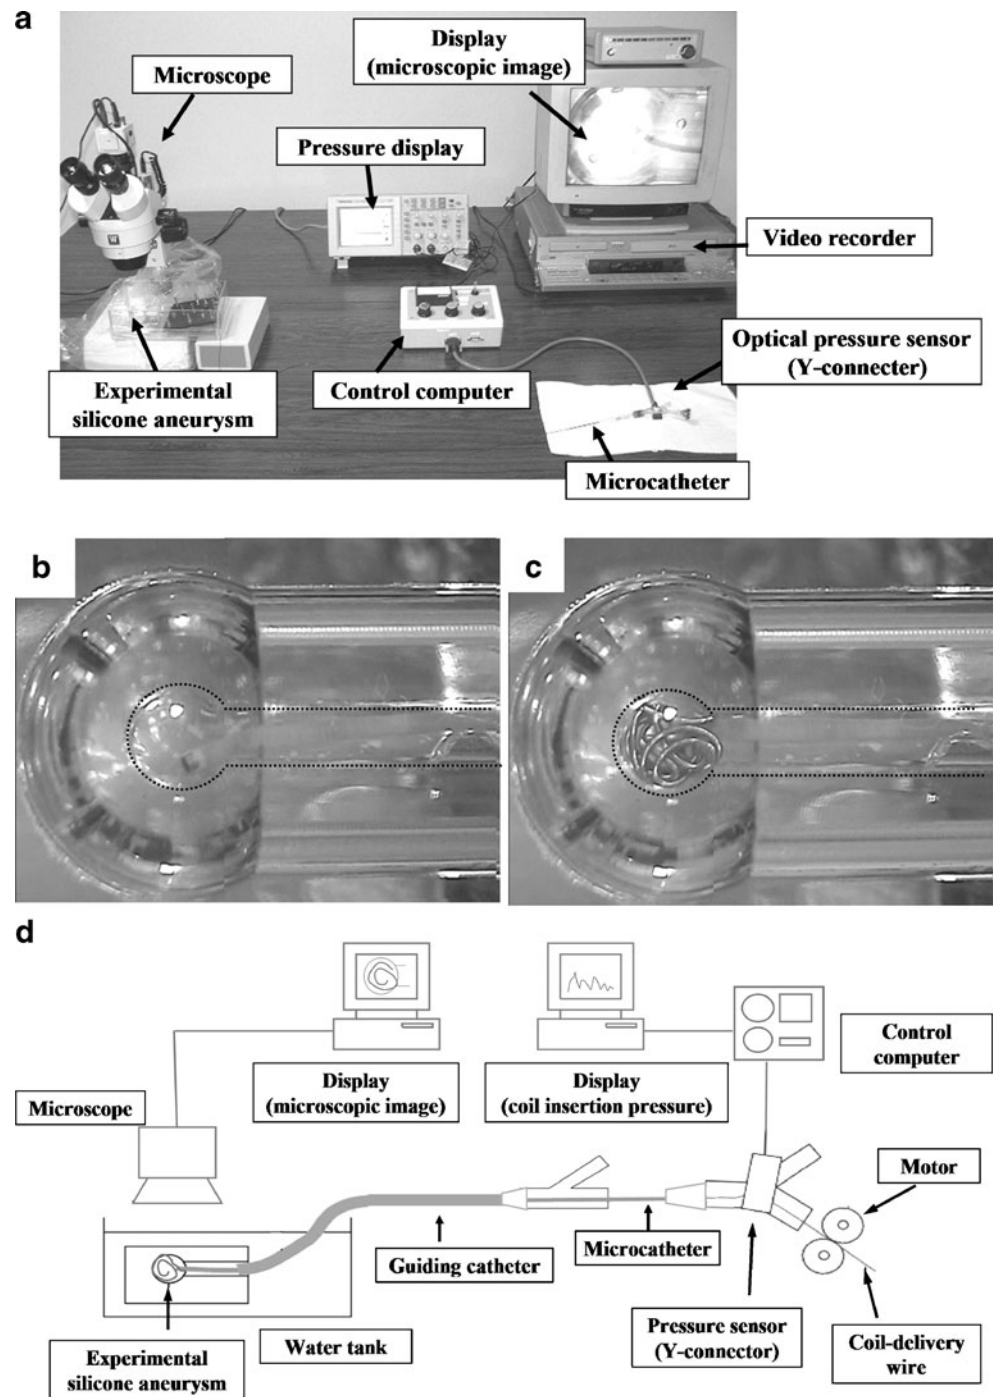 a
Display
(microscopic image)
Microscope
Pressure display
Video recorder
Optical pressure sensor
(Y-connecter)
Experimental
silicone aneurysm
Control computer
Microcatheter
b
c
d
Control
computer
Display
(microscopic image)
Display
(coil insertion pressure)
Microscope
Motor
Guiding catheter
Microcatheter
Water tank
Pressure sensor
(Y-connector)
Coil-delivery
wire
Experimental
silicone aneurysm